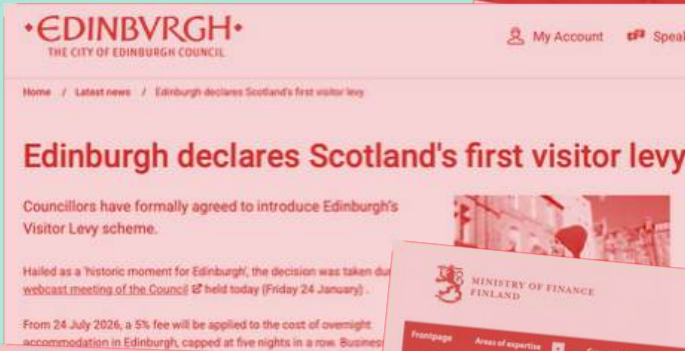 EDINBVRGH
THE CITY OF EDINBURGH COUNCIL
My Account
Speak
Home / Latest news / Edinburgh declares Scotland's first visitor levy
Edinburgh declares Scotland's first visitor levy
Councillors have formally agreed to introduce Edinburgh's
Visitor Levy scheme.
Hailed as a 'historic moment for Edinburgh', the decision was taken du
webcast meeting of the Council held today (Friday 24 January) .
From 24 July 2026, a 5% fee will be applied to the cost of overnight
accommodation in Edinburgh, capped at five nights in a row. Busines
MINISTRY OF FINANCE
FINLAND
Frontpage
Areas of expertise